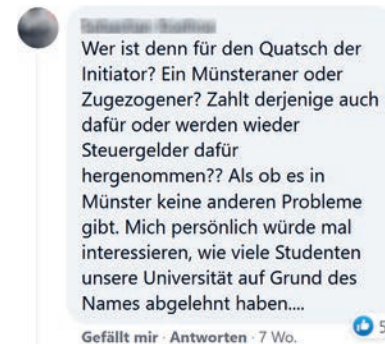 Wer ist denn für den Quatsch der
Initiator? Ein Münsteraner oder
Zugezogener? Zahlt derjenige auch
dafür oder werden wieder
Steuergelder dafür
hergenommen?? Als ob es in
Münster keine anderen Probleme
gibt. Mich persönlich würde mal
interessieren, wie viele Studenten
unsere Universität auf Grund des
Names abgelehnt haben....
Gefällt mir · Antworten · 7 Wo.